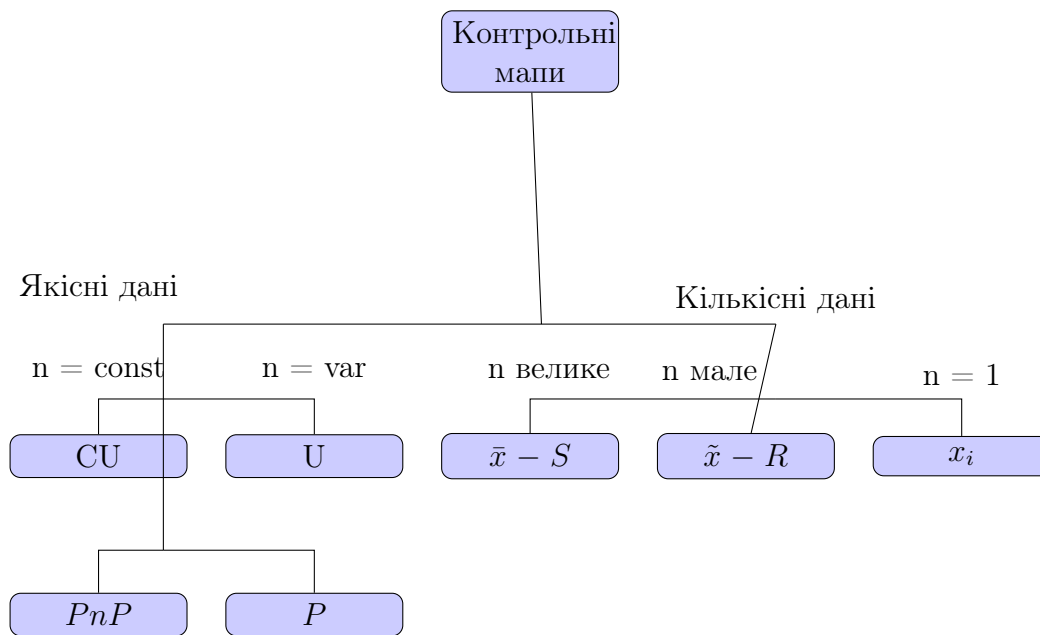 Контрольні
мапи
Якісні дані
Кількісні дані
n = const
n = var
n велике
n мале
n = 1
CU
U
x̄ − S
x̃ − R
xᵢ
PnP
P